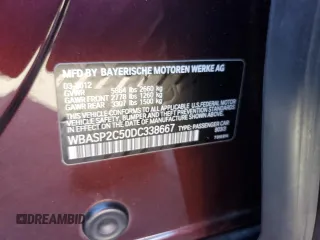 MFD BY BAYERISCHE MOTOREN WERKE AG
03/2012
GVWR 5864 lbs 2660 kg
GAWR FRONT 2778 lbs 1260 kg
GAWR REAR 3307 lbs 1500 kg
THIS VEHICLE CONFORMS TO ALL APPLICABLE U.S. FEDERAL MOTOR
VEHICLE SAFETY, BUMPER AND THEFT PREVENTION STANDARDS
IN EFFECT ON THE DATE OF MANUFACTURE SHOWN ABOVE.
WBASP2C50DC338667 TYPE: PASSENGER CAR
DREAMBID